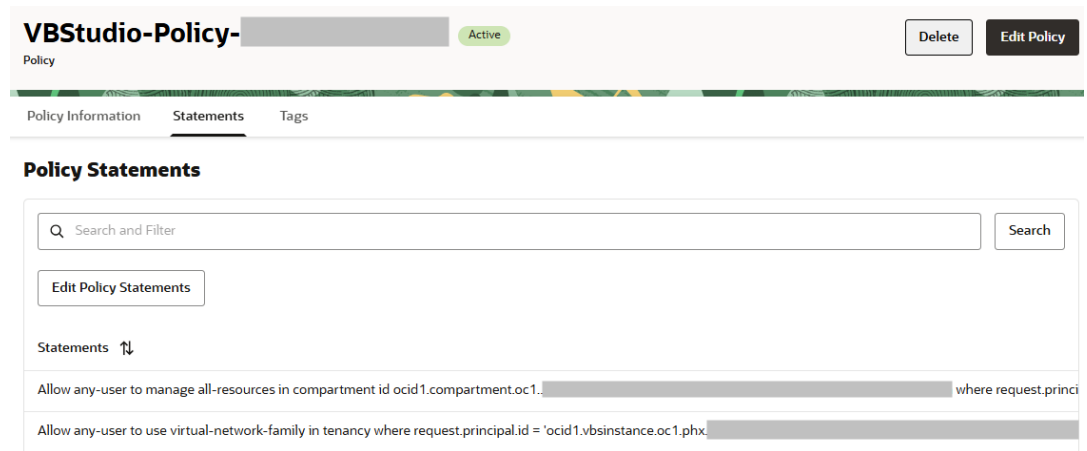 VBStudio-Policy-
Active
Delete
Edit Policy
Policy
Policy Information Statements Tags
Policy Statements
Search and Filter
Search
Edit Policy Statements
Statements
Allow any-user to manage all-resources in compartment id ocid1.compartment.oc1.. where request.princi
Allow any-user to use virtual-network-family in tenancy where request.principal.id = 'ocid1.vbsinstance.oc1.phx.